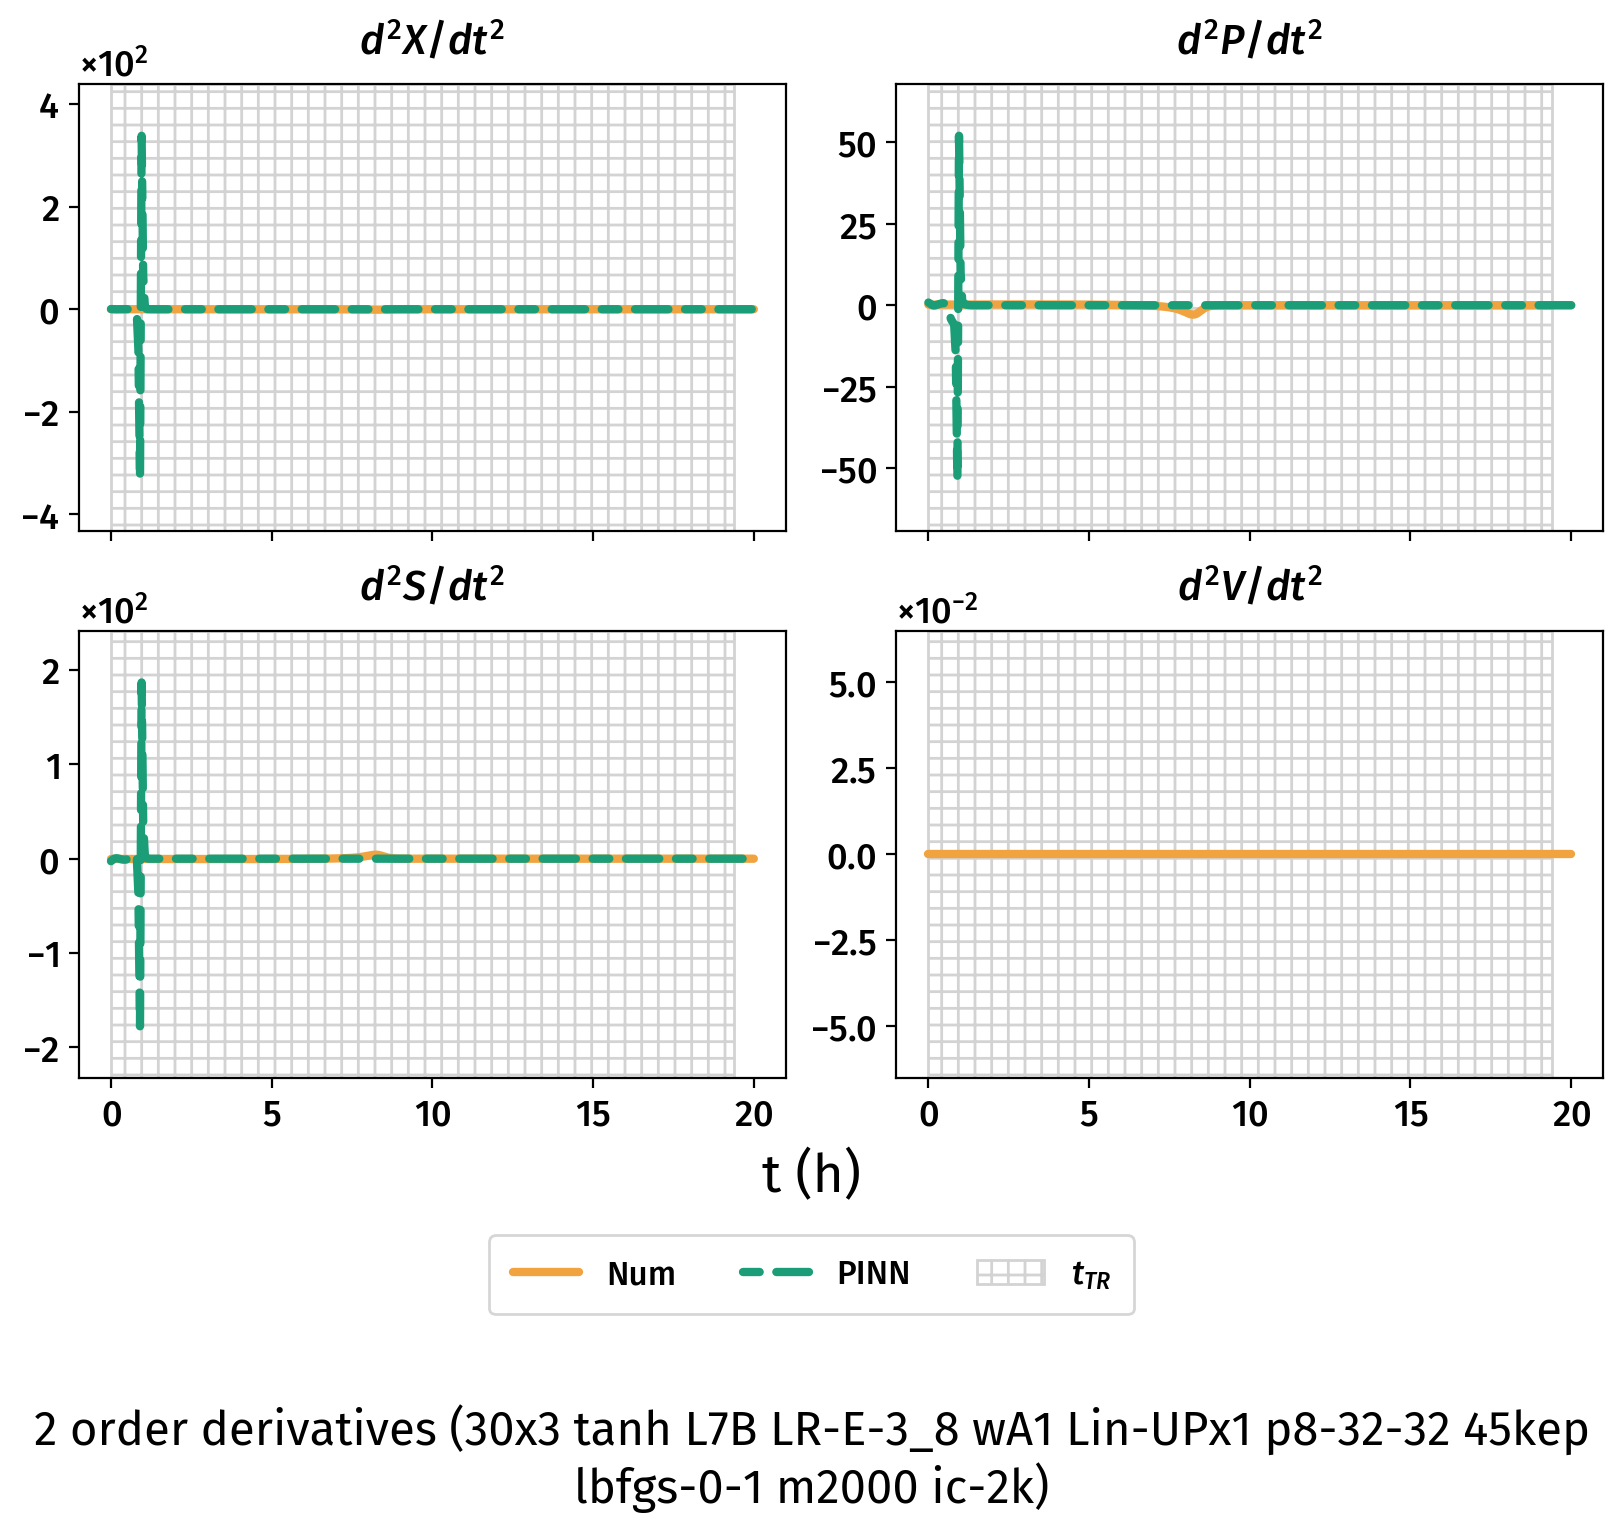 d²X/dt²
d²P/dt²
×10²
4
2
0
−2
−4
50
25
0
−25
−50
d²S/dt²
d²V/dt²
×10²
×10⁻²
2
1
0
−1
−2
5.0
2.5
0.0
−2.5
−5.0
0 5 10 15 20
0 5 10 15 20
t (h)
Num PINN t_TR
2 order derivatives (30x3 tanh L7B LR-E-3_8 wA1 Lin-UPx1 p8-32-32 45kep
lbfgs-0-1 m2000 ic-2k)